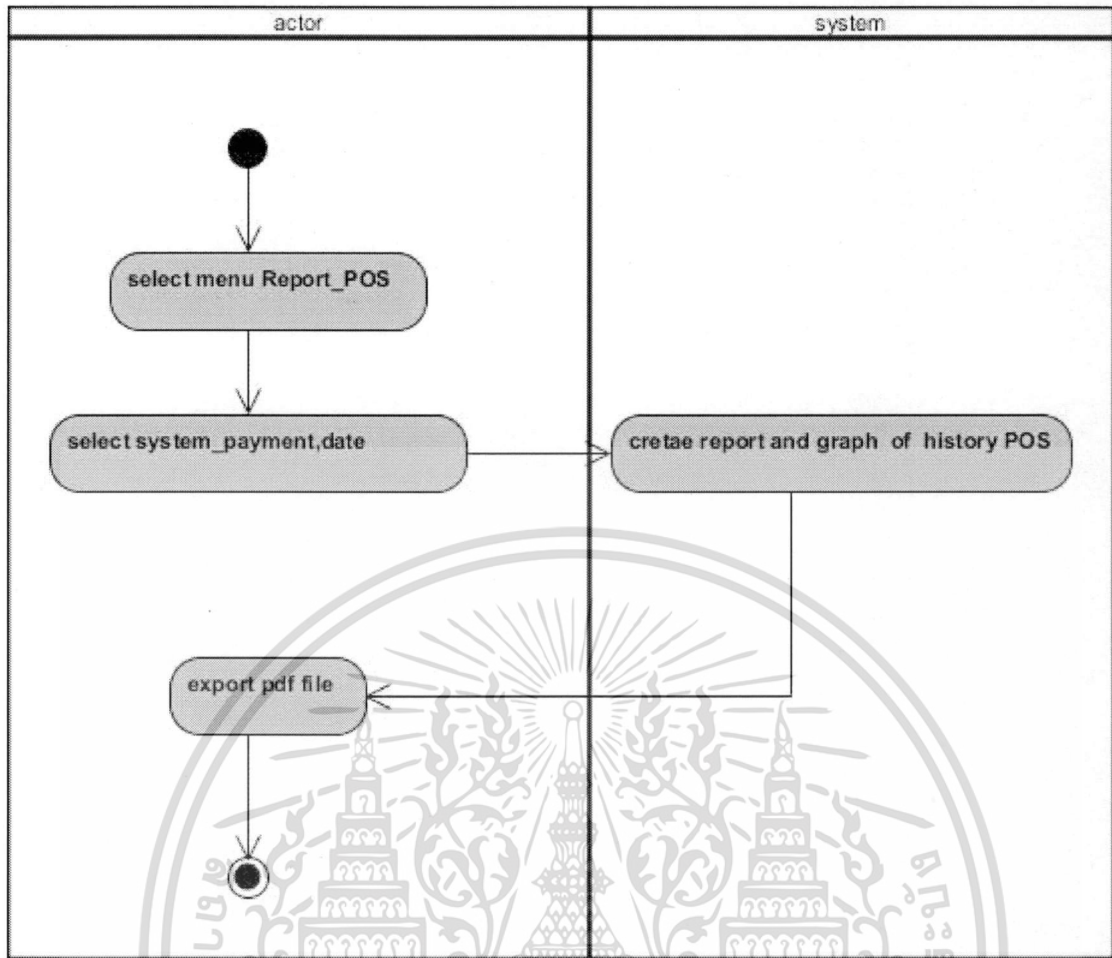 actor
system
select menu Report_POS
select system_payment,date
cretae report and graph  of  history POS
export pdf file